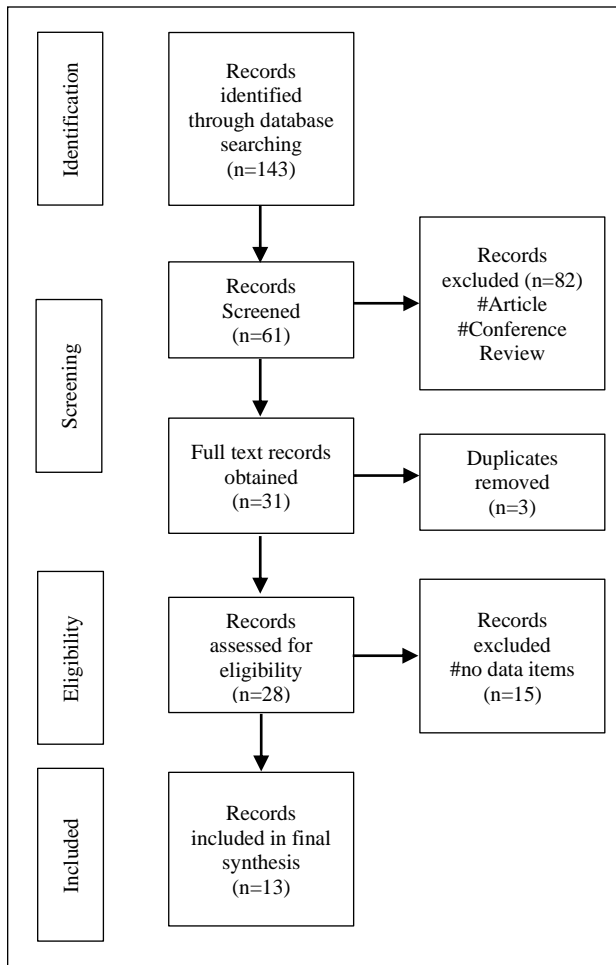 Identification
Records
identified
through database
searching
(n=143)
Records
Screened
(n=61)
Records
excluded (n=82)
#Article
#Conference
Review
Screening
Full text records
obtained
(n=31)
Duplicates
removed
(n=3)
Eligibility
Records
assessed for
eligibility
(n=28)
Records
excluded
#no data items
(n=15)
Included
Records
included in final
synthesis
(n=13)